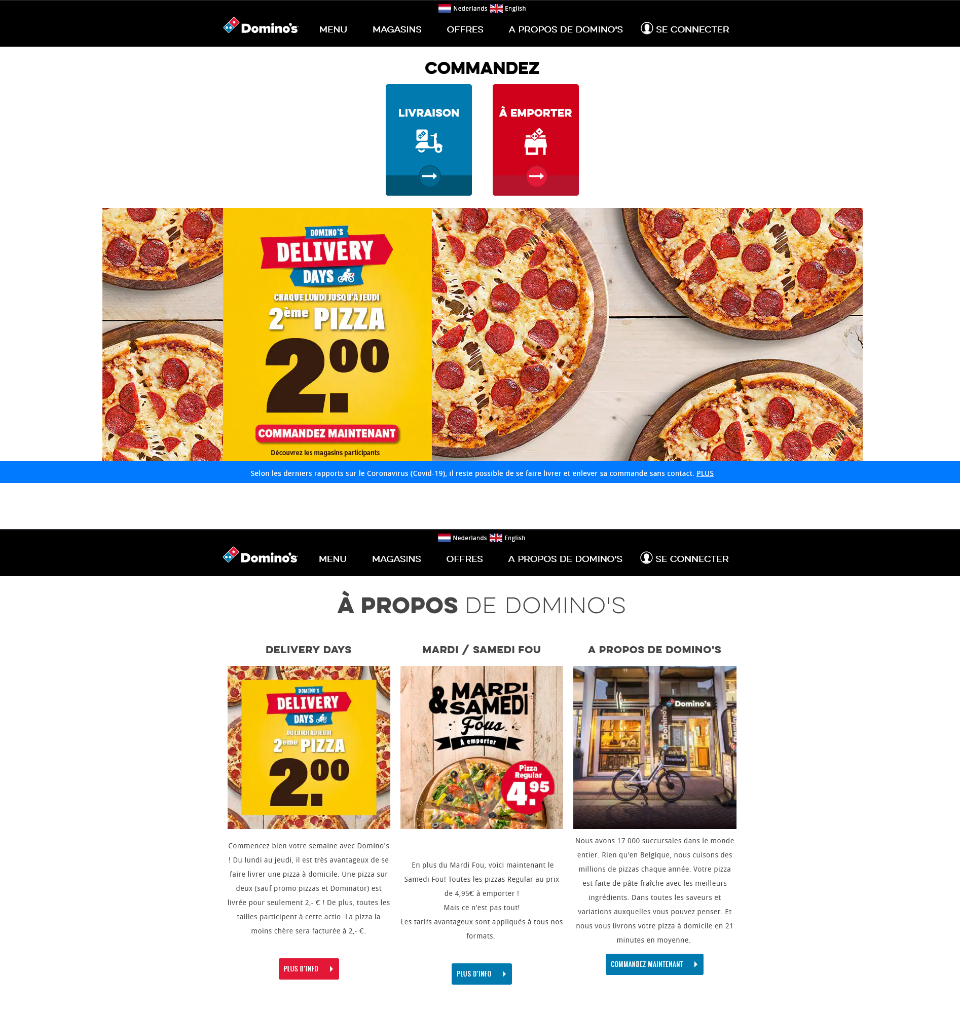 Nederlands English
Domino's MENU MAGASINS OFFRES A PROPOS DE DOMINO'S SE CONNECTER
COMMANDEZ
LIVRAISON
À EMPORTER
DOMINO'S
DELIVERY
DAYS
CHAQUE LUNDI JUSQU'À JEUDI
2ème PIZZA
2.00
COMMANDEZ MAINTENANT
Découvrez les magasins participants
Selon les derniers rapports sur le Coronavirus (Covid-19), il reste possible de se faire livrer et enlever sa commande sans contact. PLUS
Nederlands English
Domino's MENU MAGASINS OFFRES A PROPOS DE DOMINO'S SE CONNECTER
À PROPOS DE DOMINO'S
DELIVERY DAYS
DOMINO'S
DELIVERY
DAYS
DU LUNDI AU JEUDI
2ème PIZZA
2.00
Commencez bien votre semaine avec Domino's
! Du lundi au jeudi, il est très avantageux de se
faire livrer une pizza à domicile. Une pizza sur
deux (sauf promo pizzas et Dominator) est
livrée pour seulement 2,- € ! De plus, toutes les
tailles participent à cette actio La pizza la
moins chère sera facturée à 2,- €.
PLUS D'INFO
MARDI / SAMEDI FOU
MARDI
& SAMEDI
Fous
À emporter
Pizza
Regular
4.95
En plus du Mardi Fou, voici maintenant le
Samedi Fou! Toutes les pizzas Regular au prix
de 4,95€ à emporter !
Mais ce n'est pas tout!
Les tarifs avantageux sont appliqués à tous nos
formats.
PLUS D'INFO
A PROPOS DE DOMINO'S
Domino's
Domino's
Nous avons 17 000 succursales dans le monde
entier. Rien qu'en Belgique, nous cuisons des
millions de pizzas chaque année. Votre pizza
est faite de pâte fraîche avec les meilleurs
ingrédients. Dans toutes les saveurs et
variations auxquelles vous pouvez penser. Et
nous vous livrons votre pizza à domicile en 21
minutes en moyenne.
COMMANDEZ MAINTENANT